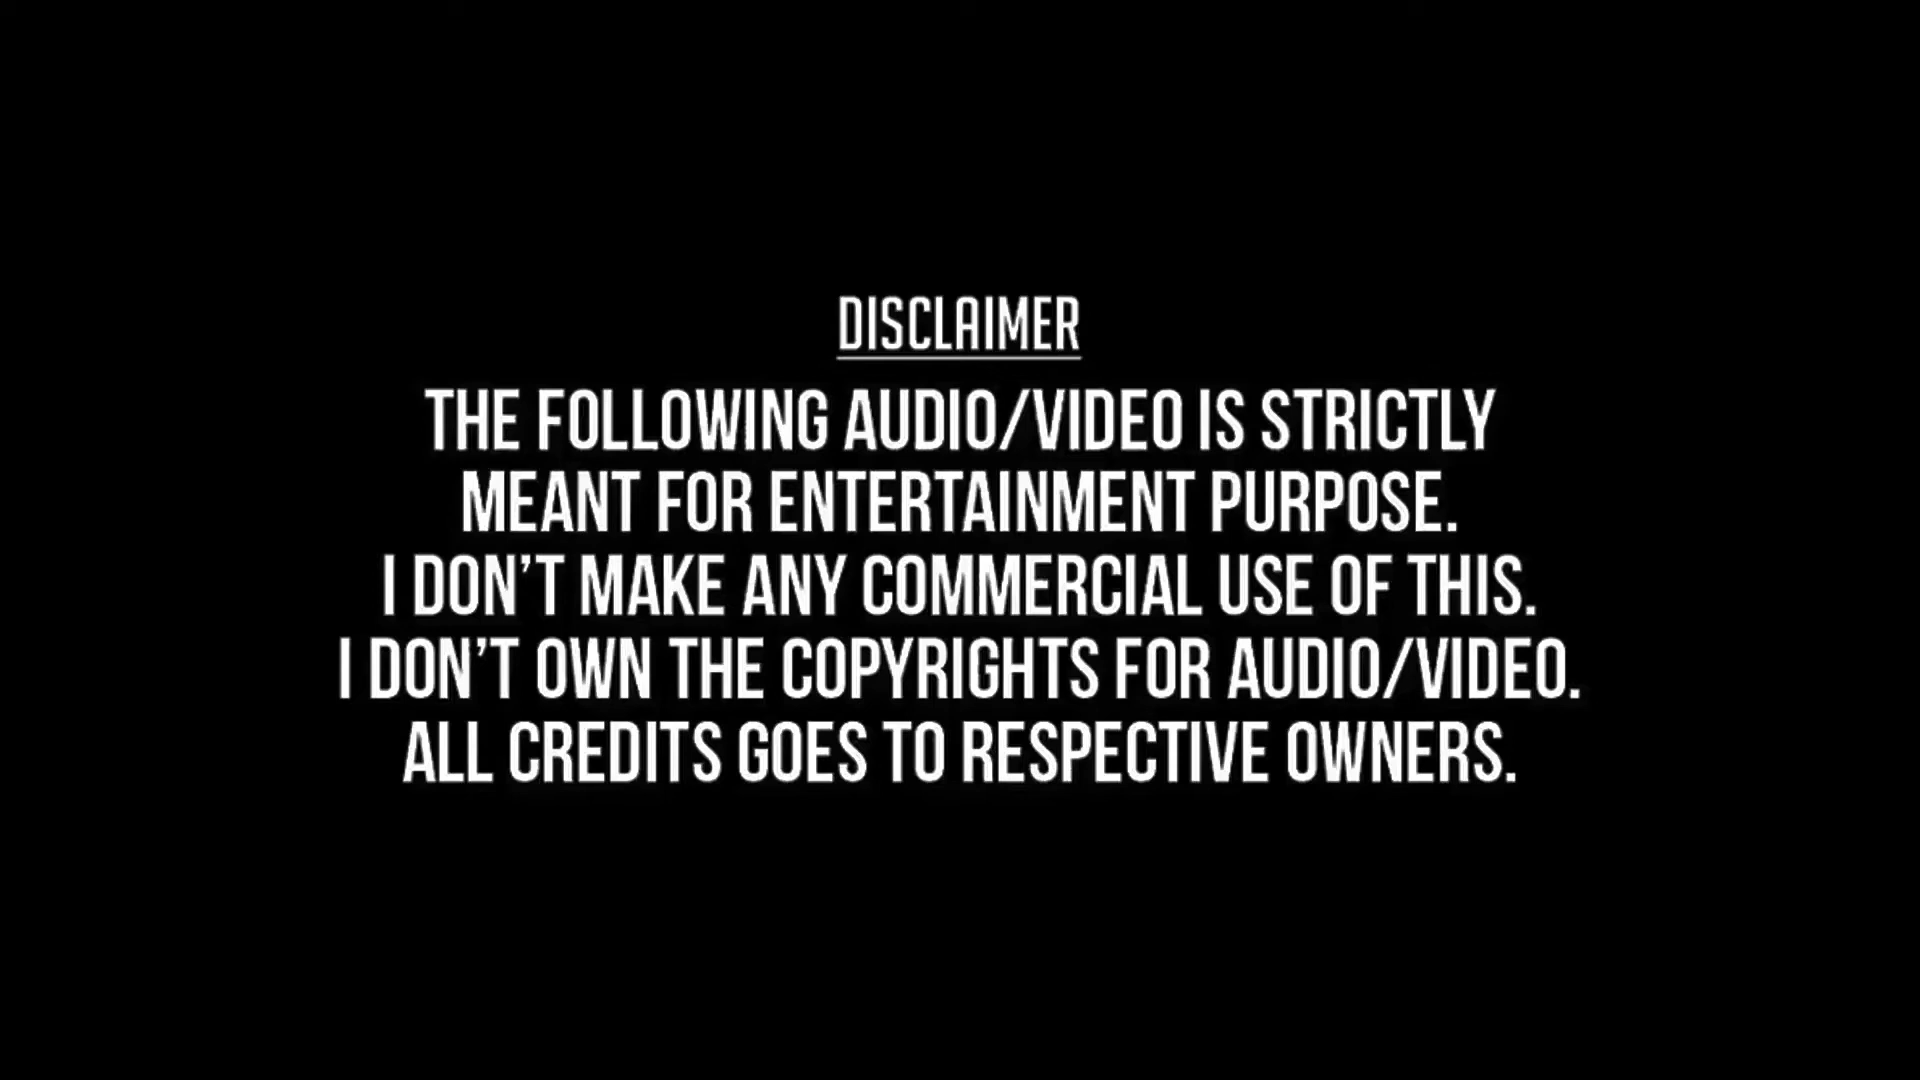 DISCLAIMER
THE FOLLOWING AUDIO/VIDEO IS STRICTLY
MEANT FOR ENTERTAINMENT PURPOSE.
I DON’T MAKE ANY COMMERCIAL USE OF THIS.
I DON’T OWN THE COPYRIGHTS FOR AUDIO/VIDEO.
ALL CREDITS GOES TO RESPECTIVE OWNERS.